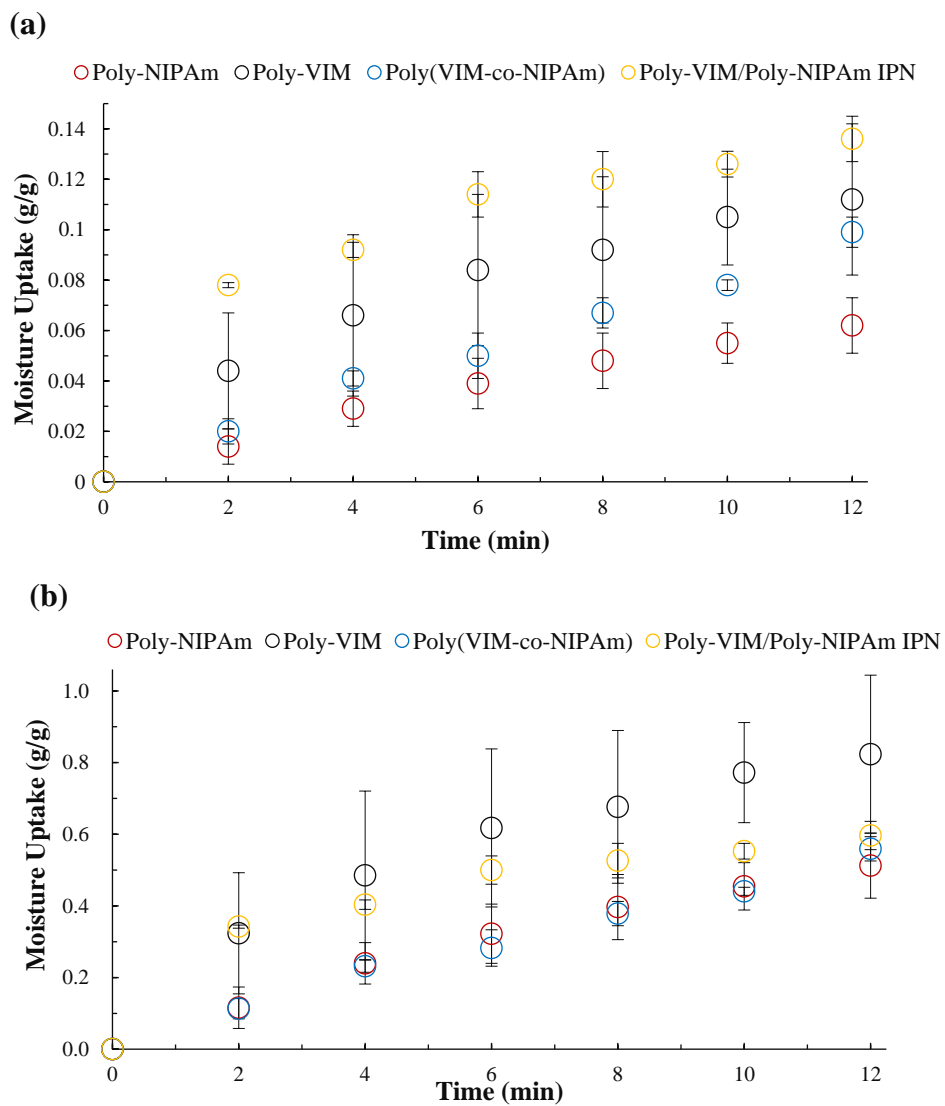 (a)
Poly-NIPAm Poly-VIM Poly(VIM-co-NIPAm) Poly-VIM/Poly-NIPAm IPN
0.14
0.12
0.1
0.08
0.06
0.04
0.02
0
Moisture Uptake (g/g)
0 2 4 6 8 10 12
Time (min)
(b)
Poly-NIPAm Poly-VIM Poly(VIM-co-NIPAm) Poly-VIM/Poly-NIPAm IPN
1.0
0.8
0.6
0.4
0.2
0.0
Moisture Uptake (g/g)
0 2 4 6 8 10 12
Time (min)